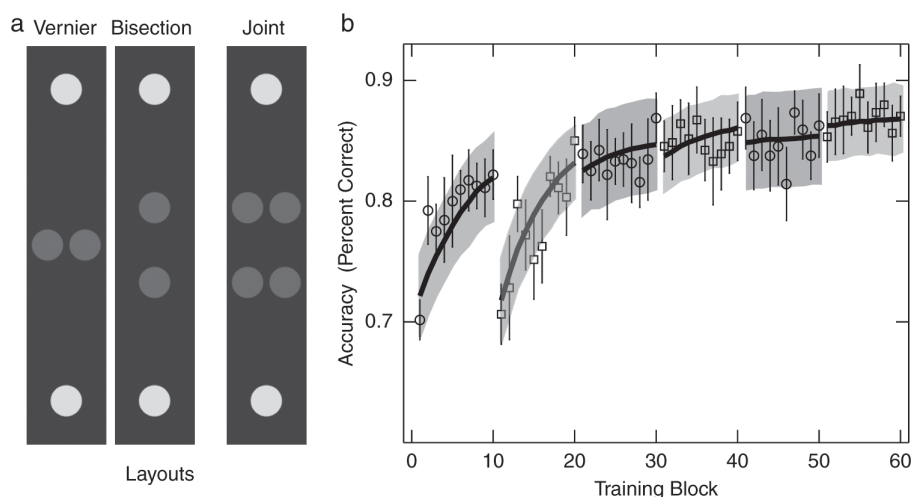 a
Vernier Bisection Joint
Layouts
b
Accuracy (Percent Correct)
0.9
0.8
0.7
0 10 20 30 40 50 60
Training Block